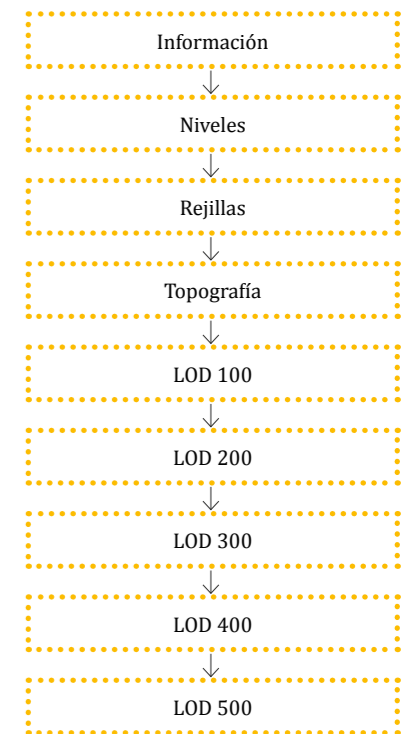 Información
Niveles
Rejillas
Topografía
LOD 100
LOD 200
LOD 300
LOD 400
LOD 500